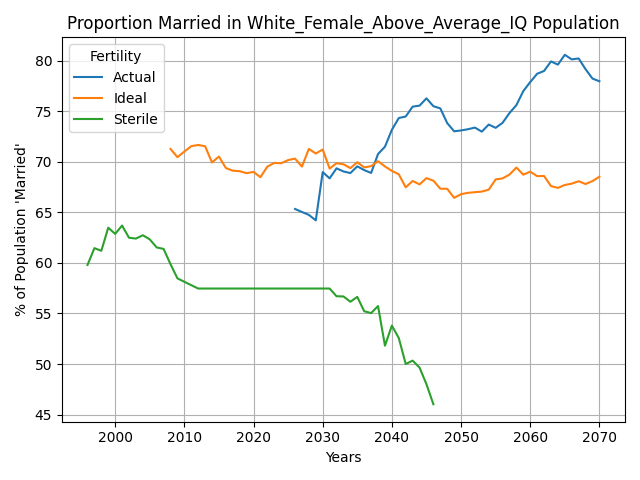 Proportion Married in White_Female_Above_Average_IQ Population
% of Population 'Married'
Fertility
Actual
Ideal
Sterile
80
75
70
65
60
55
50
45
2000 2010 2020 2030 2040 2050 2060 2070
Years